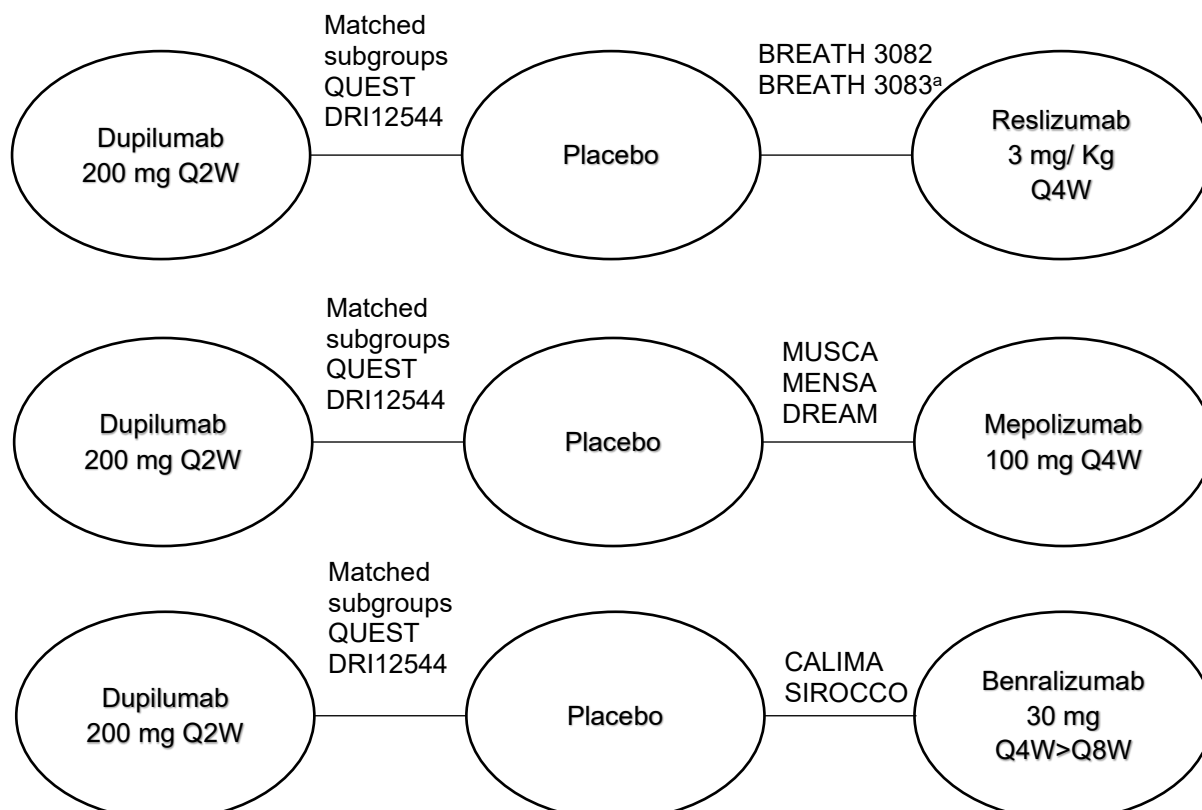 Matched
subgroups
QUEST
DRI12544
BREATH 3082
BREATH 3083ᵃ
Dupilumab
200 mg Q2W
Placebo
Reslizumab
3 mg/ Kg
Q4W
Matched
subgroups
QUEST
DRI12544
MUSCA
MENSA
DREAM
Dupilumab
200 mg Q2W
Placebo
Mepolizumab
100 mg Q4W
Matched
subgroups
QUEST
DRI12544
CALIMA
SIROCCO
Dupilumab
200 mg Q2W
Placebo
Benralizumab
30 mg
Q4W>Q8W